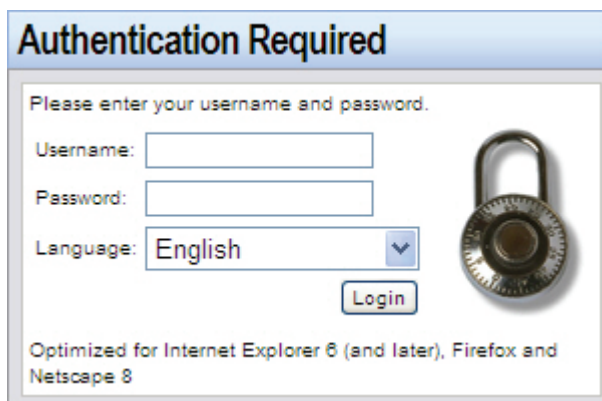 Authentication Required
Please enter your username and password.
Username:
Password:
Language: English
Login
Optimized for Internet Explorer 6 (and later), Firefox and
Netscape 8